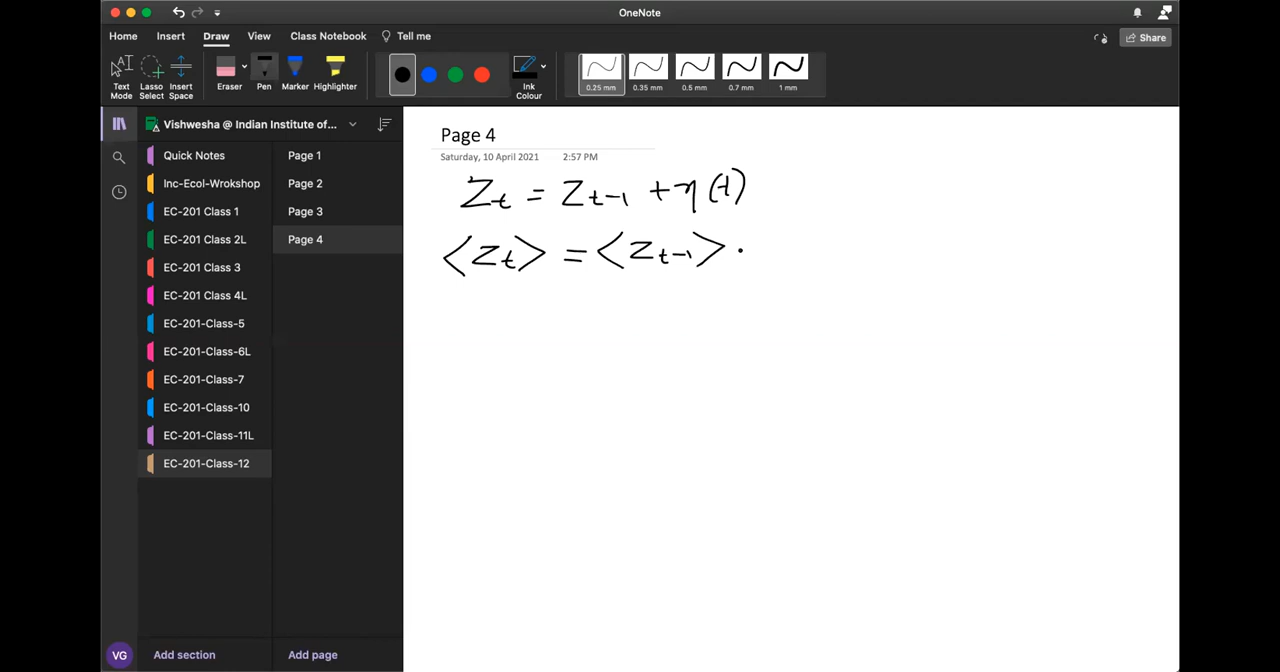 OneNote
Home Insert Draw View Class Notebook Tell me
Share
Text Mode
Lasso Select
Insert Space
Eraser
Pen
Marker
Highlighter
Ink Colour
0.25 mm
0.35 mm
0.5 mm
0.7 mm
1 mm
Vishwesha @ Indian Institute of...
Quick Notes
Inc-Ecol-Wrokshop
EC-201 Class 1
EC-201 Class 2L
EC-201 Class 3
EC-201 Class 4L
EC-201-Class-5
EC-201-Class-6L
EC-201-Class-7
EC-201-Class-10
EC-201-Class-11L
EC-201-Class-12
Page 1
Page 2
Page 3
Page 4
Page 4
Saturday, 10 April 2021 2:57 PM
Z_t = Z_{t-1} + η(t)
<Z_t> = <Z_{t-1}> ·
VG
Add section
Add page